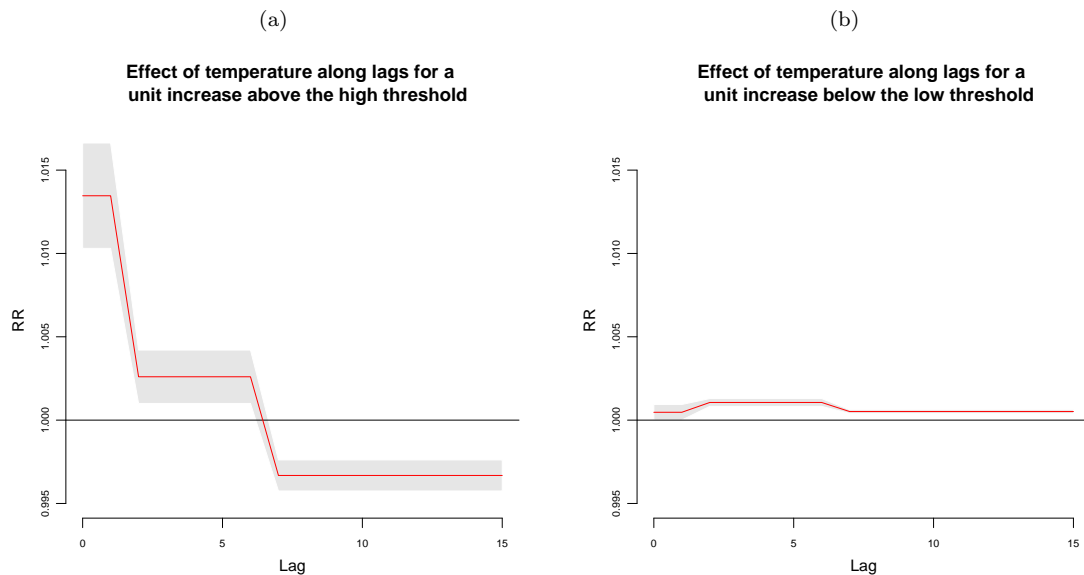 (a)
Effect of temperature along lags for a
unit increase above the high threshold
RR
1.015
1.010
1.005
1.000
0.995
0
5
10
15
Lag
(b)
Effect of temperature along lags for a
unit increase below the low threshold
RR
1.015
1.010
1.005
1.000
0.995
0
5
10
15
Lag